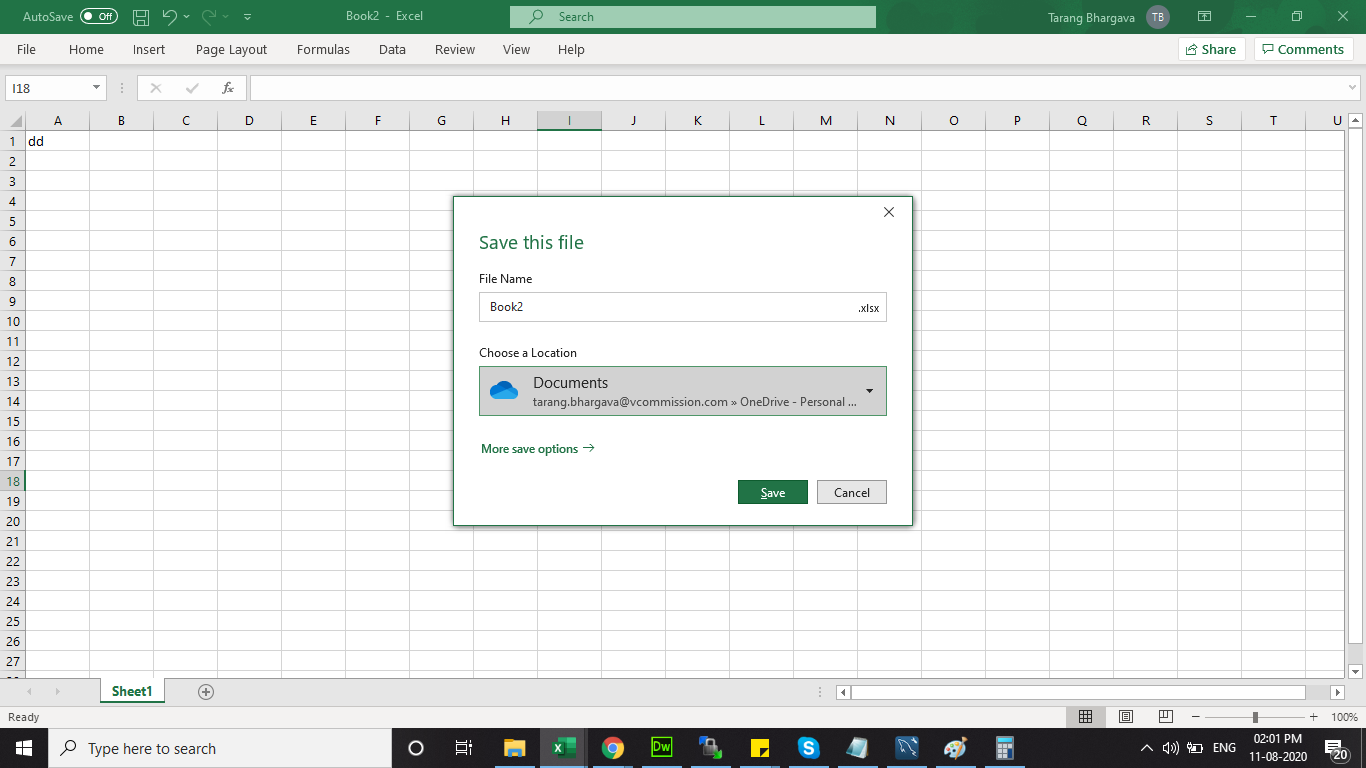 AutoSave Off Book2 - Excel Search Tarang Bhargava TB
File Home Insert Page Layout Formulas Data Review View Help Share Comments
I18 fx
A B C D E F G H I J K L M N O P Q R S T U
1 dd
2
3
4
5
6
7
8
9
10
11
12
13
14
15
16
17
18
19
20
21
22
23
24
25
26
27
Save this file
File Name
Book2 .xlsx
Choose a Location
Documents
tarang.bhargava@vcommission.com » OneDrive - Personal ...
More save options →
Save Cancel
Sheet1
Ready 100%
Type here to search Dw ENG 02:01 PM
11-08-2020 20